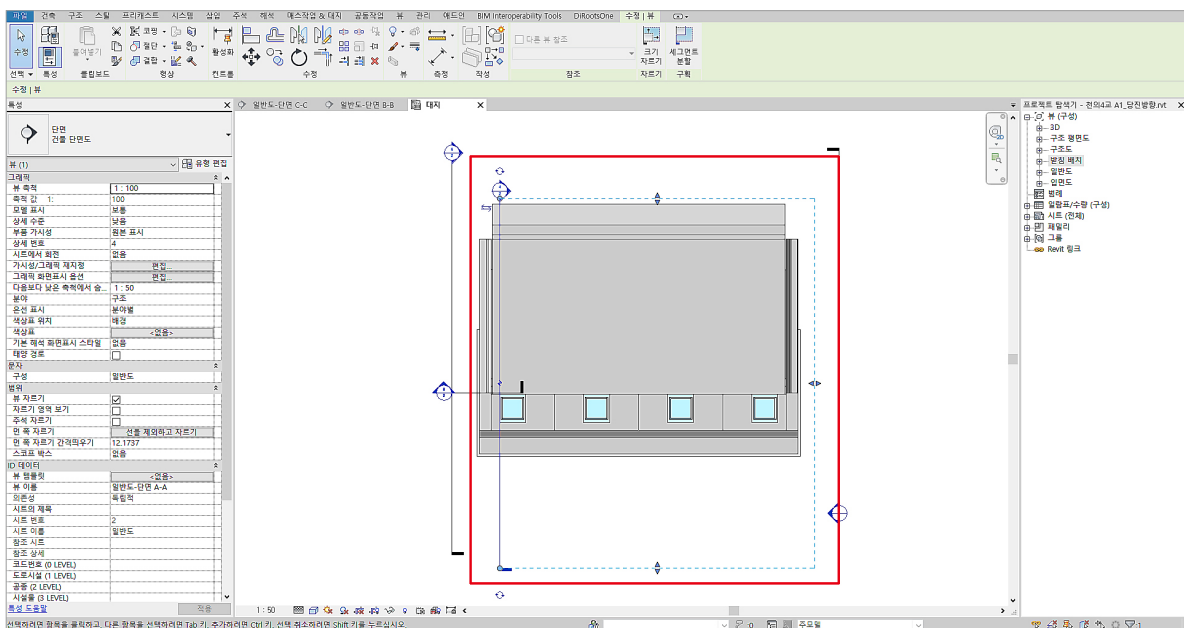 파일 건축 구조 스틸 프리캐스트 시스템 삽입 주석 해석 매스작업 & 대지 공동작업 뷰 관리 애드인 BIM Interoperability Tools DiRootsOne 수정 | 뷰
수정
붙여넣기
코핑
절단
결합
활성화
다른 뷰 참조
크기 자르기
세그먼트 분할
선택 특성 클립보드 형상 컨트롤 수정 뷰 측정 작성 참조 자르기 구획
수정 | 뷰
특성
일반도-단면 C-C 일반도-단면 B-B 대지
프로젝트 탐색기 - 전의4교 A1_당진방향.rvt
단면
건물 단면도
뷰 (1) 유형 편집
그래픽
뷰 축척 1 : 100
축척 값 1: 100
모델 표시 보통
상세 수준 낮음
부품 가시성 원본 표시
상세 번호 4
시트에서 회전 없음
가시성/그래픽 재지정 편집...
그래픽 화면표시 옵션 편집...
다음보다 낮은 축척에서 숨... 1 : 50
분야 구조
은선 표시 분야별
색상표 위치 배경
색상표 <없음>
기본 해석 화면표시 스타일 없음
태양 경로
문자
구성 일반도
범위
뷰 자르기
자르기 영역 보기
주석 자르기
먼 쪽 자르기 선을 제외하고 자르기
먼 쪽 자르기 간격띄우기 12.1737
스코프 박스 없음
ID 데이터
뷰 템플릿 <없음>
뷰 이름 일반도-단면 A-A
의존성 독립적
시트의 제목
시트 번호 2
시트 이름 일반도
참조 시트
참조 상세
코드번호 (0 LEVEL)
도로시설 (1 LEVEL)
공종 (2 LEVEL)
시설물 (3 LEVEL)
특성 도움말 적용
뷰 (구성)
3D
구조 평면도
구조도
받침 배치
일반도
입면도
범례
일람표/수량 (구성)
시트 (전체)
패밀리
그룹
Revit 링크
2D
1 : 50
선택하려면 항목을 클릭하고, 다른 항목을 선택하려면 Tab 키, 추가하려면 Ctrl 키, 선택 취소하려면 Shift 키를 누르십시오.
:0 주모델 :1